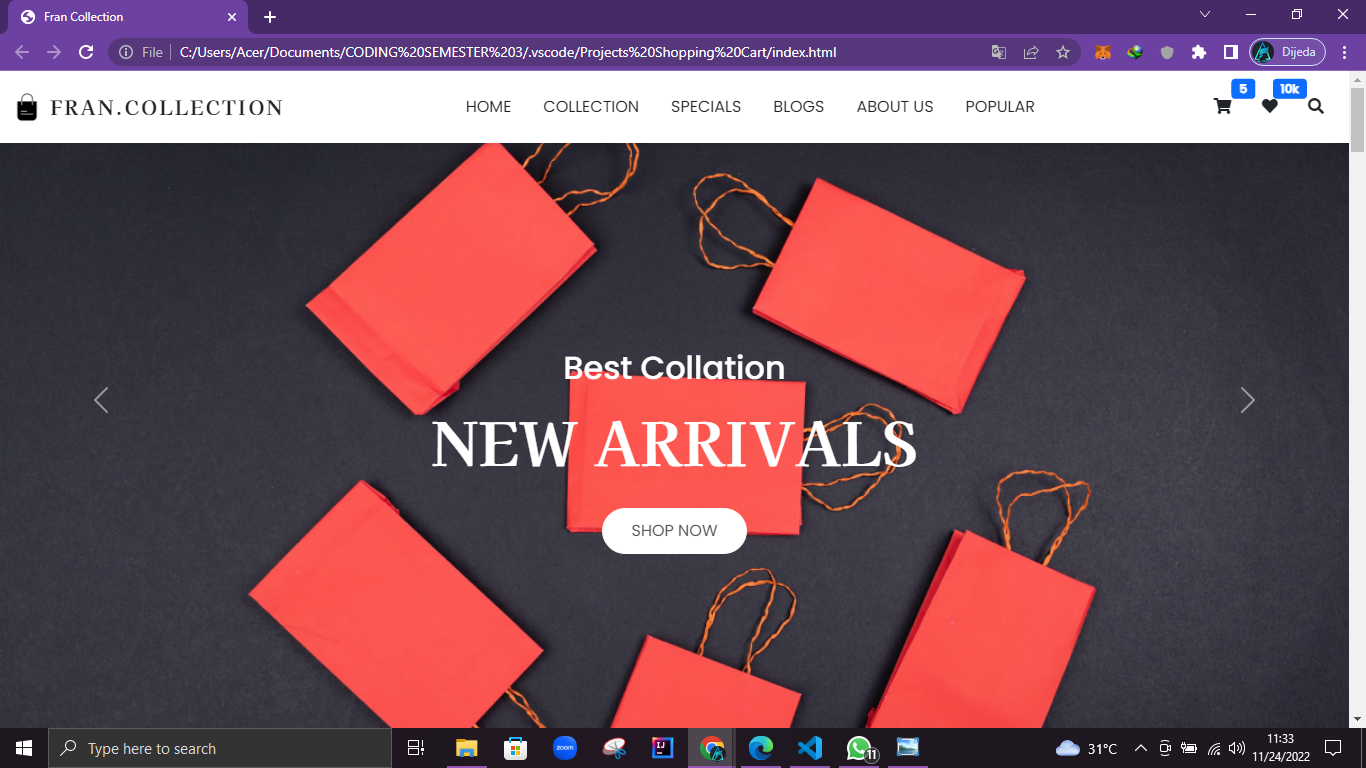 Fran Collection
File
C:/Users/Acer/Documents/CODING%20SEMESTER%203/.vscode/Projects%20Shopping%20Cart/index.html
Dijeda
FRAN.COLLECTION
HOME
COLLECTION
SPECIALS
BLOGS
ABOUT US
POPULAR
5
10k
Best Collation
NEW ARRIVALS
SHOP NOW
Type here to search
zoom
IJ
11
31°C
11:33
11/24/2022